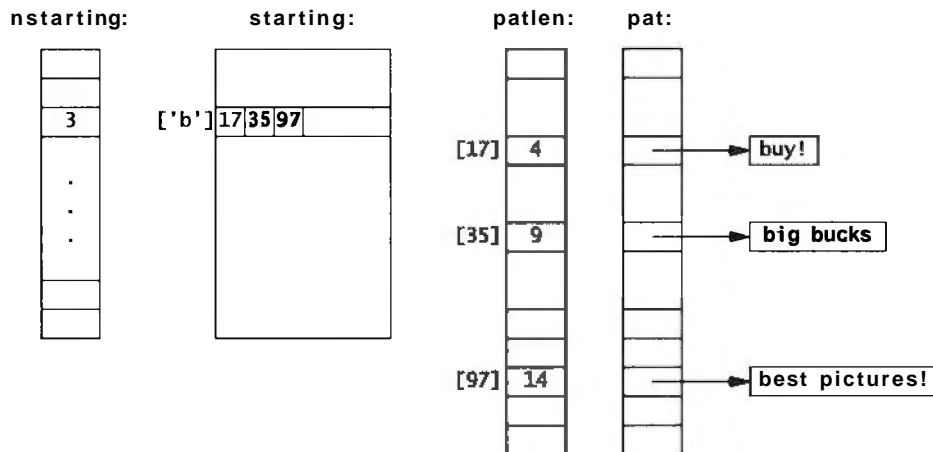 nstarting: starting: patlen: pat:
3 ['b'] 17 35 97
[17] 4 buy!
[35] 9 big bucks
[97] 14 best pictures!